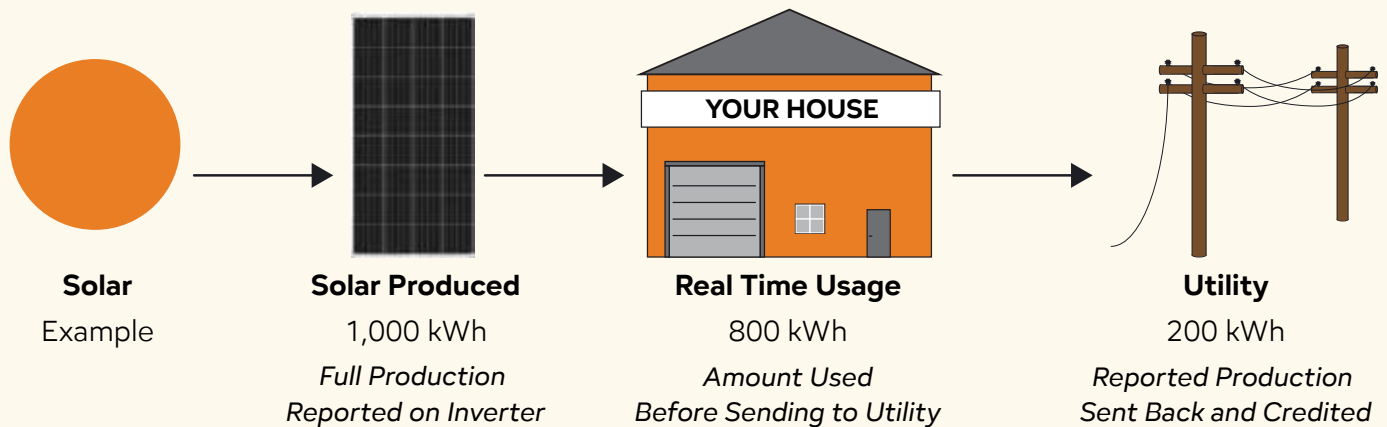 YOUR HOUSE
Solar
Example
Solar Produced
1,000 kWh
Full Production
Reported on Inverter
Real Time Usage
800 kWh
Amount Used
Before Sending to Utility
Utility
200 kWh
Reported Production
Sent Back and Credited